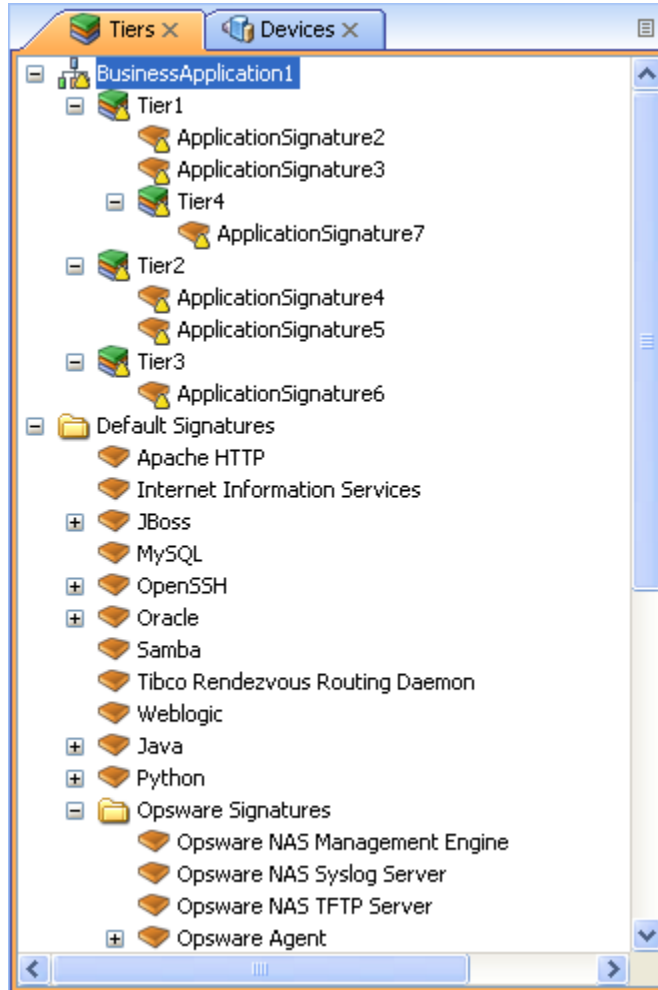 Tiers Devices
BusinessApplication1
Tier1
ApplicationSignature2
ApplicationSignature3
Tier4
ApplicationSignature7
Tier2
ApplicationSignature4
ApplicationSignature5
Tier3
ApplicationSignature6
Default Signatures
Apache HTTP
Internet Information Services
JBoss
MySQL
OpenSSH
Oracle
Samba
Tibco Rendezvous Routing Daemon
Weblogic
Java
Python
Opsware Signatures
Opsware NAS Management Engine
Opsware NAS Syslog Server
Opsware NAS TFTP Server
Opsware Agent